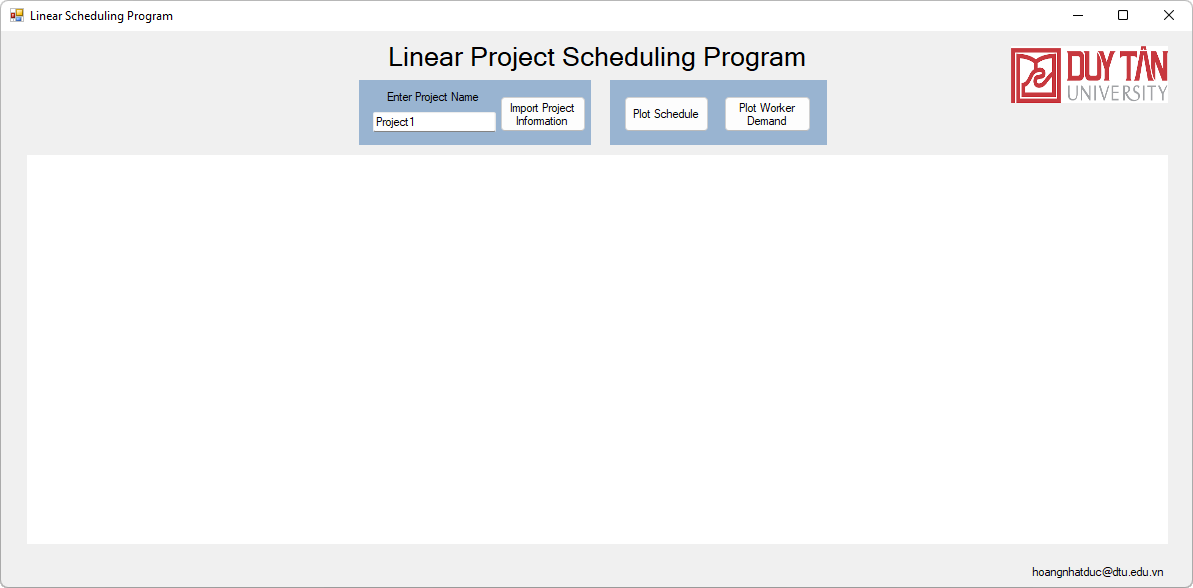 Linear Scheduling Program
Linear Project Scheduling Program
DUY TÂN
UNIVERSITY
Enter Project Name
Project1
Import Project
Information
Plot Schedule
Plot Worker
Demand
hoangnhatduc@dtu.edu.vn